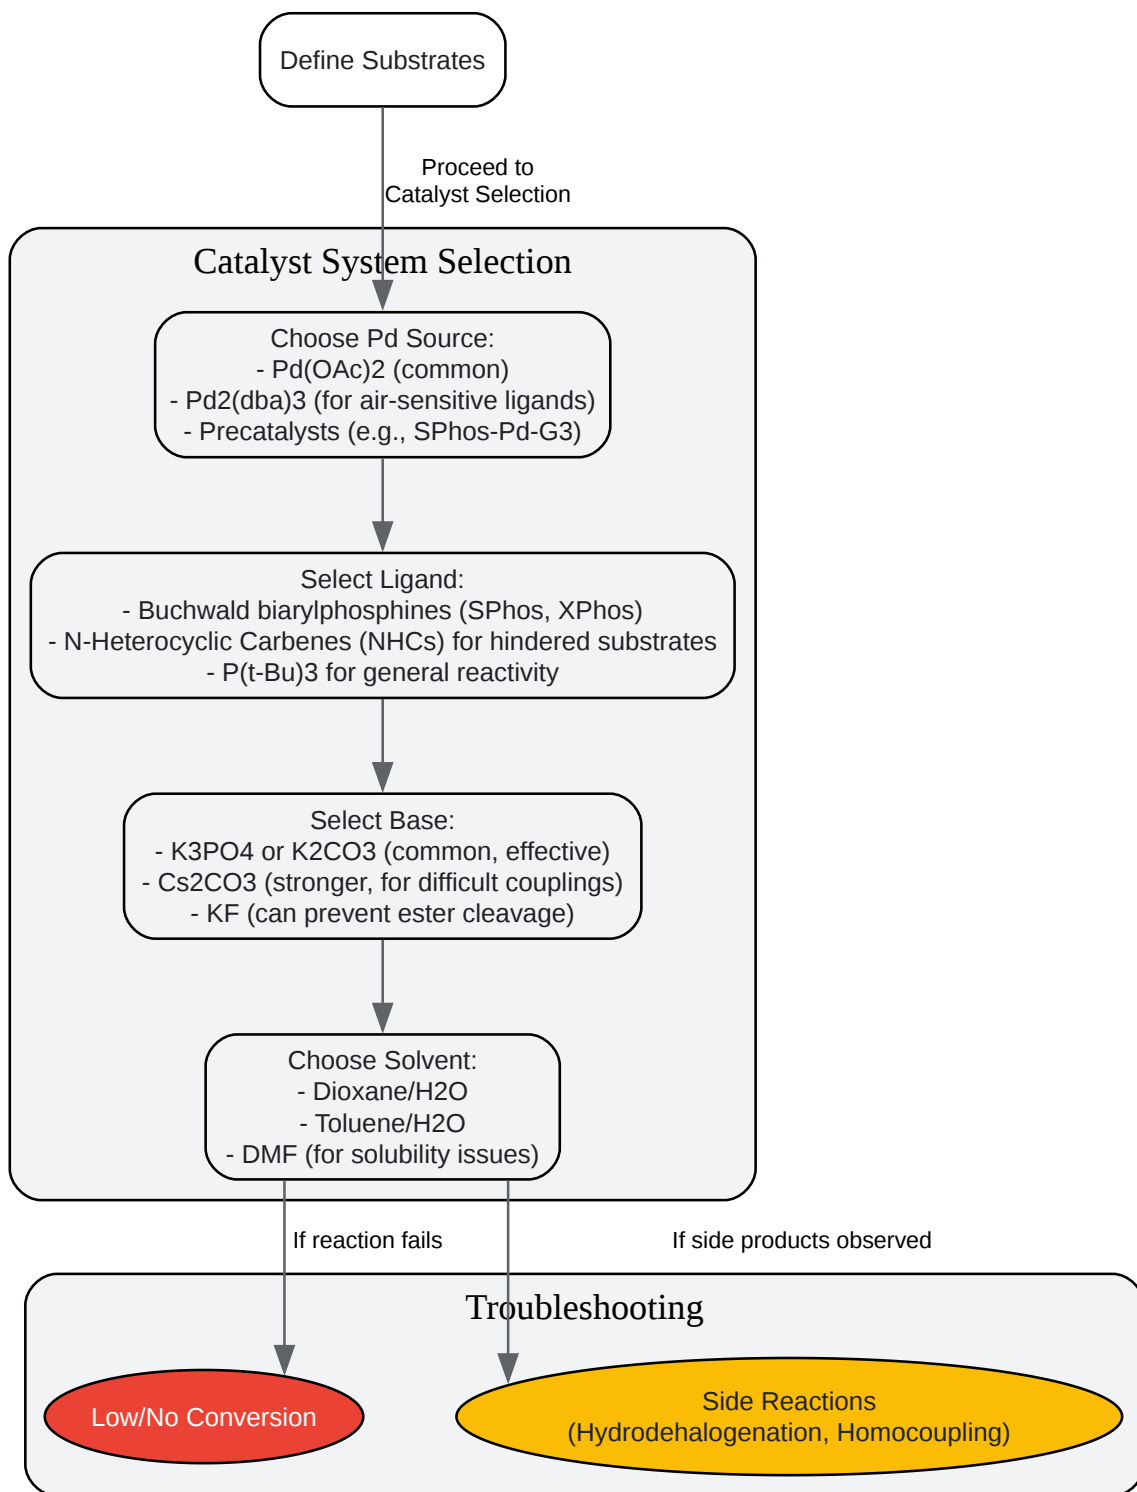 Define Substrates
Proceed to
Catalyst Selection
Catalyst System Selection
Choose Pd Source:
- Pd(OAc)2 (common)
- Pd2(dba)3 (for air-sensitive ligands)
- Precatalysts (e.g., SPhos-Pd-G3)
Select Ligand:
- Buchwald biarylphosphines (SPhos, XPhos)
- N-Heterocyclic Carbenes (NHCs) for hindered substrates
- P(t-Bu)3 for general reactivity
Select Base:
- K3PO4 or K2CO3 (common, effective)
- Cs2CO3 (stronger, for difficult couplings)
- KF (can prevent ester cleavage)
Choose Solvent:
- Dioxane/H2O
- Toluene/H2O
- DMF (for solubility issues)
If reaction fails
If side products observed
Troubleshooting
Low/No Conversion
Side Reactions
(Hydrodehalogenation, Homocoupling)